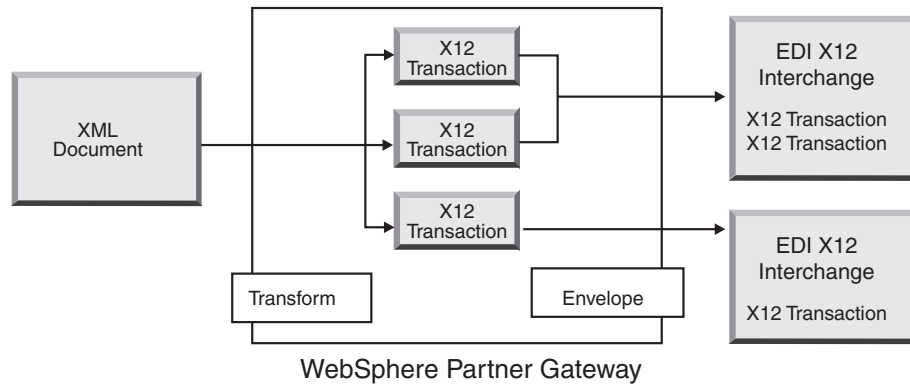 XML
Document
X12
Transaction
X12
Transaction
X12
Transaction
Transform
Envelope
EDI X12
Interchange
X12 Transaction
X12 Transaction
EDI X12
Interchange
X12 Transaction
WebSphere Partner Gateway